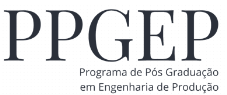 PPGEP
Programa de Pós Graduação
em Engenharia de Produção